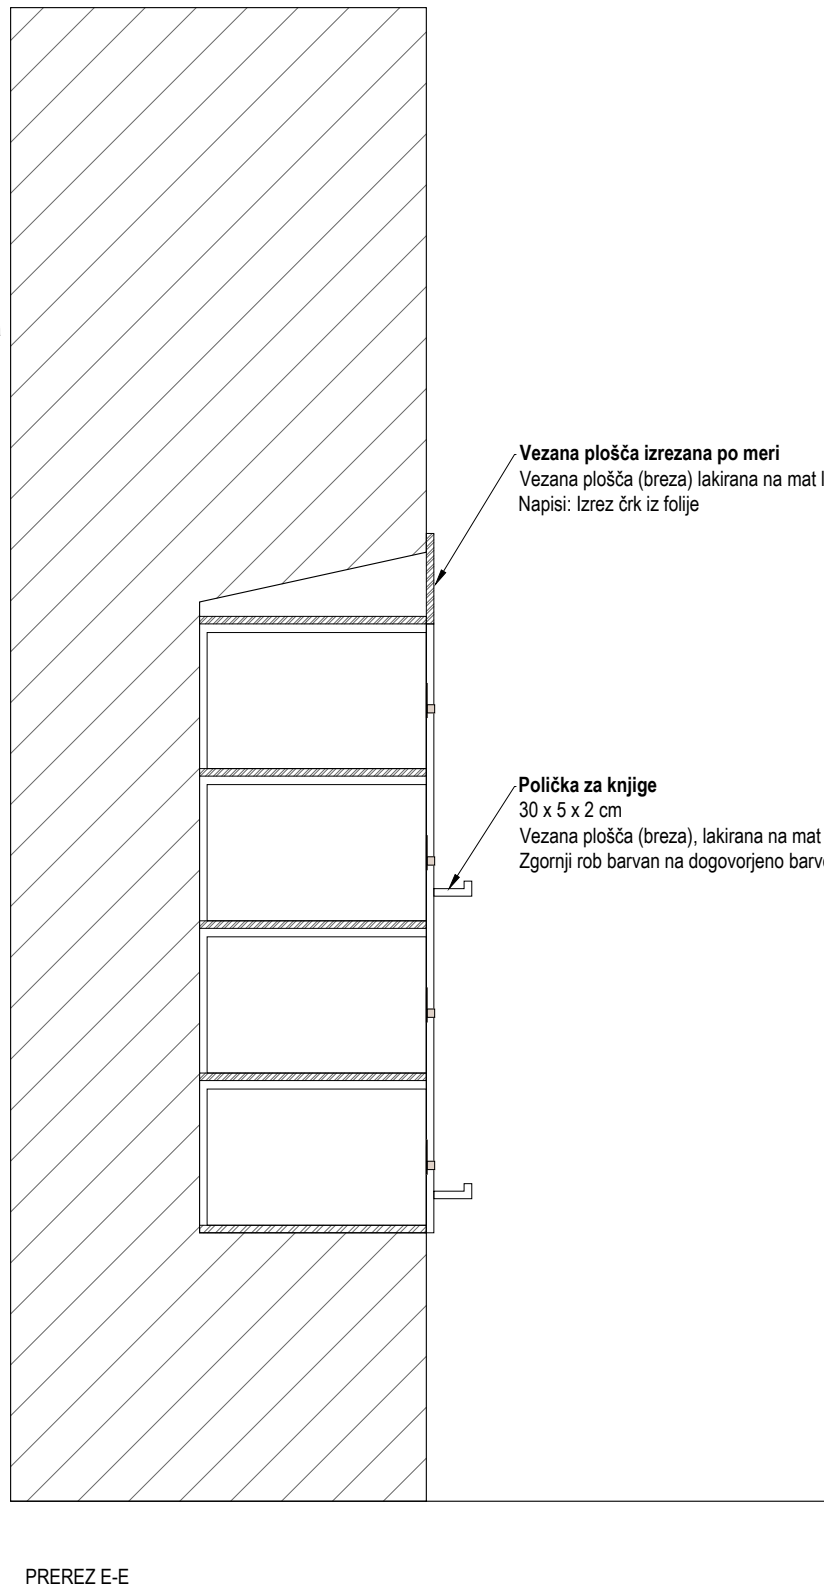 Vezana plošča izrezana po meri
Vezana plošča (breza) lakirana na mat
Napisi: Izrez črk iz folije
Polička za knjige
30 x 5 x 2 cm
Vezana plošča (breza), lakirana na mat
Zgornji rob barvan na dogovorjeno
PREREZ E-E